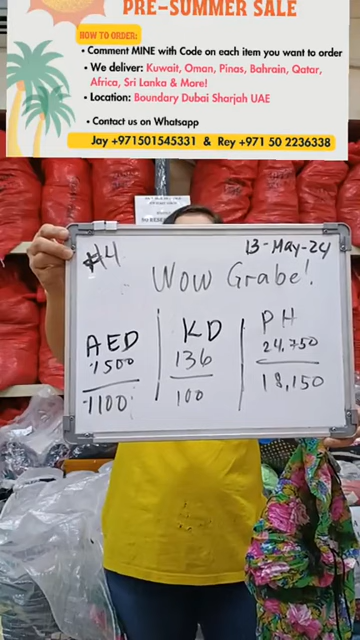 PRE-SUMMER SALE
HOW TO ORDER:
• Comment MINE with Code on each item you want to order
• We deliver: Kuwait, Oman, Pinas, Bahrain, Qatar,
Africa, Sri Lanka & More!
• Location: Boundary Dubai Sharjah UAE
• Contact us on Whatsapp
Jay +971501545331 & Rey +971 50 2236338
#4
13-May-24
Wow Grabe!
AED
1500
1100
KD
136
100
PH
24,750
18,150